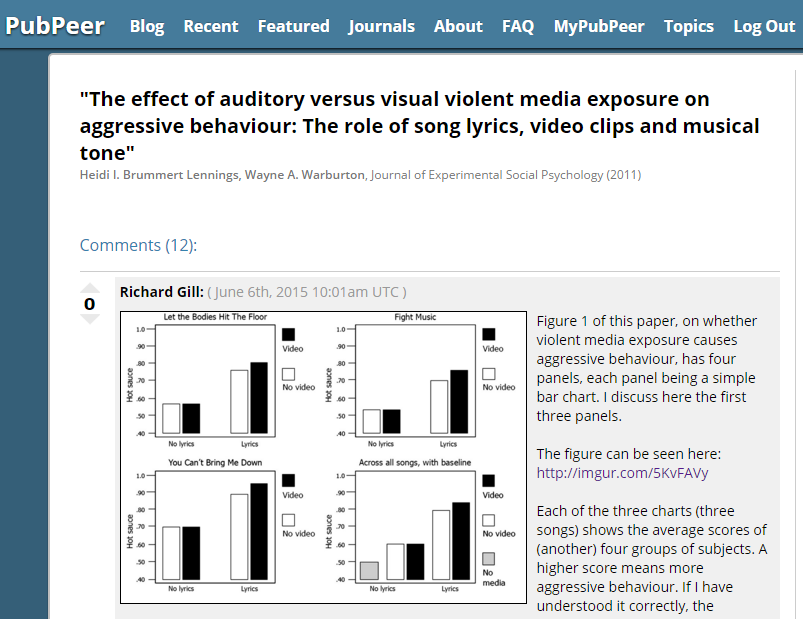 PubPeer Blog Recent Featured Journals About FAQ MyPubPeer Topics Log Out
"The effect of auditory versus visual violent media exposure on
aggressive behaviour: The role of song lyrics, video clips and musical
tone"
Heidi I. Brummert Lennings, Wayne A. Warburton, Journal of Experimental Social Psychology (2011)
Comments (12):
0
Richard Gill: ( June 6th, 2015 10:01am UTC )
Let the Bodies Hit The Floor
Hot sauce
1.0
.90
.80
.70
.60
.50
.40
No lyrics Lyrics
Video
No video
Fight Music
Hot sauce
1.0
.90
.80
.70
.60
.50
.40
No lyrics Lyrics
Video
No video
You Can't Bring Me Down
Hot sauce
1.0
.90
.80
.70
.60
.50
.40
No lyrics Lyrics
Video
No video
Across all songs, with baseline
Hot sauce
1.0
.90
.80
.70
.60
.50
.40
No lyrics Lyrics
Video
No video
No
media
Figure 1 of this paper, on whether
violent media exposure causes
aggressive behaviour, has four
panels, each panel being a simple
bar chart. I discuss here the first
three panels.
The figure can be seen here:
http://imgur.com/5KvFAVy
Each of the three charts (three
songs) shows the average scores of
(another) four groups of subjects. A
higher score means more
aggressive behaviour. If I have
understood it correctly, the